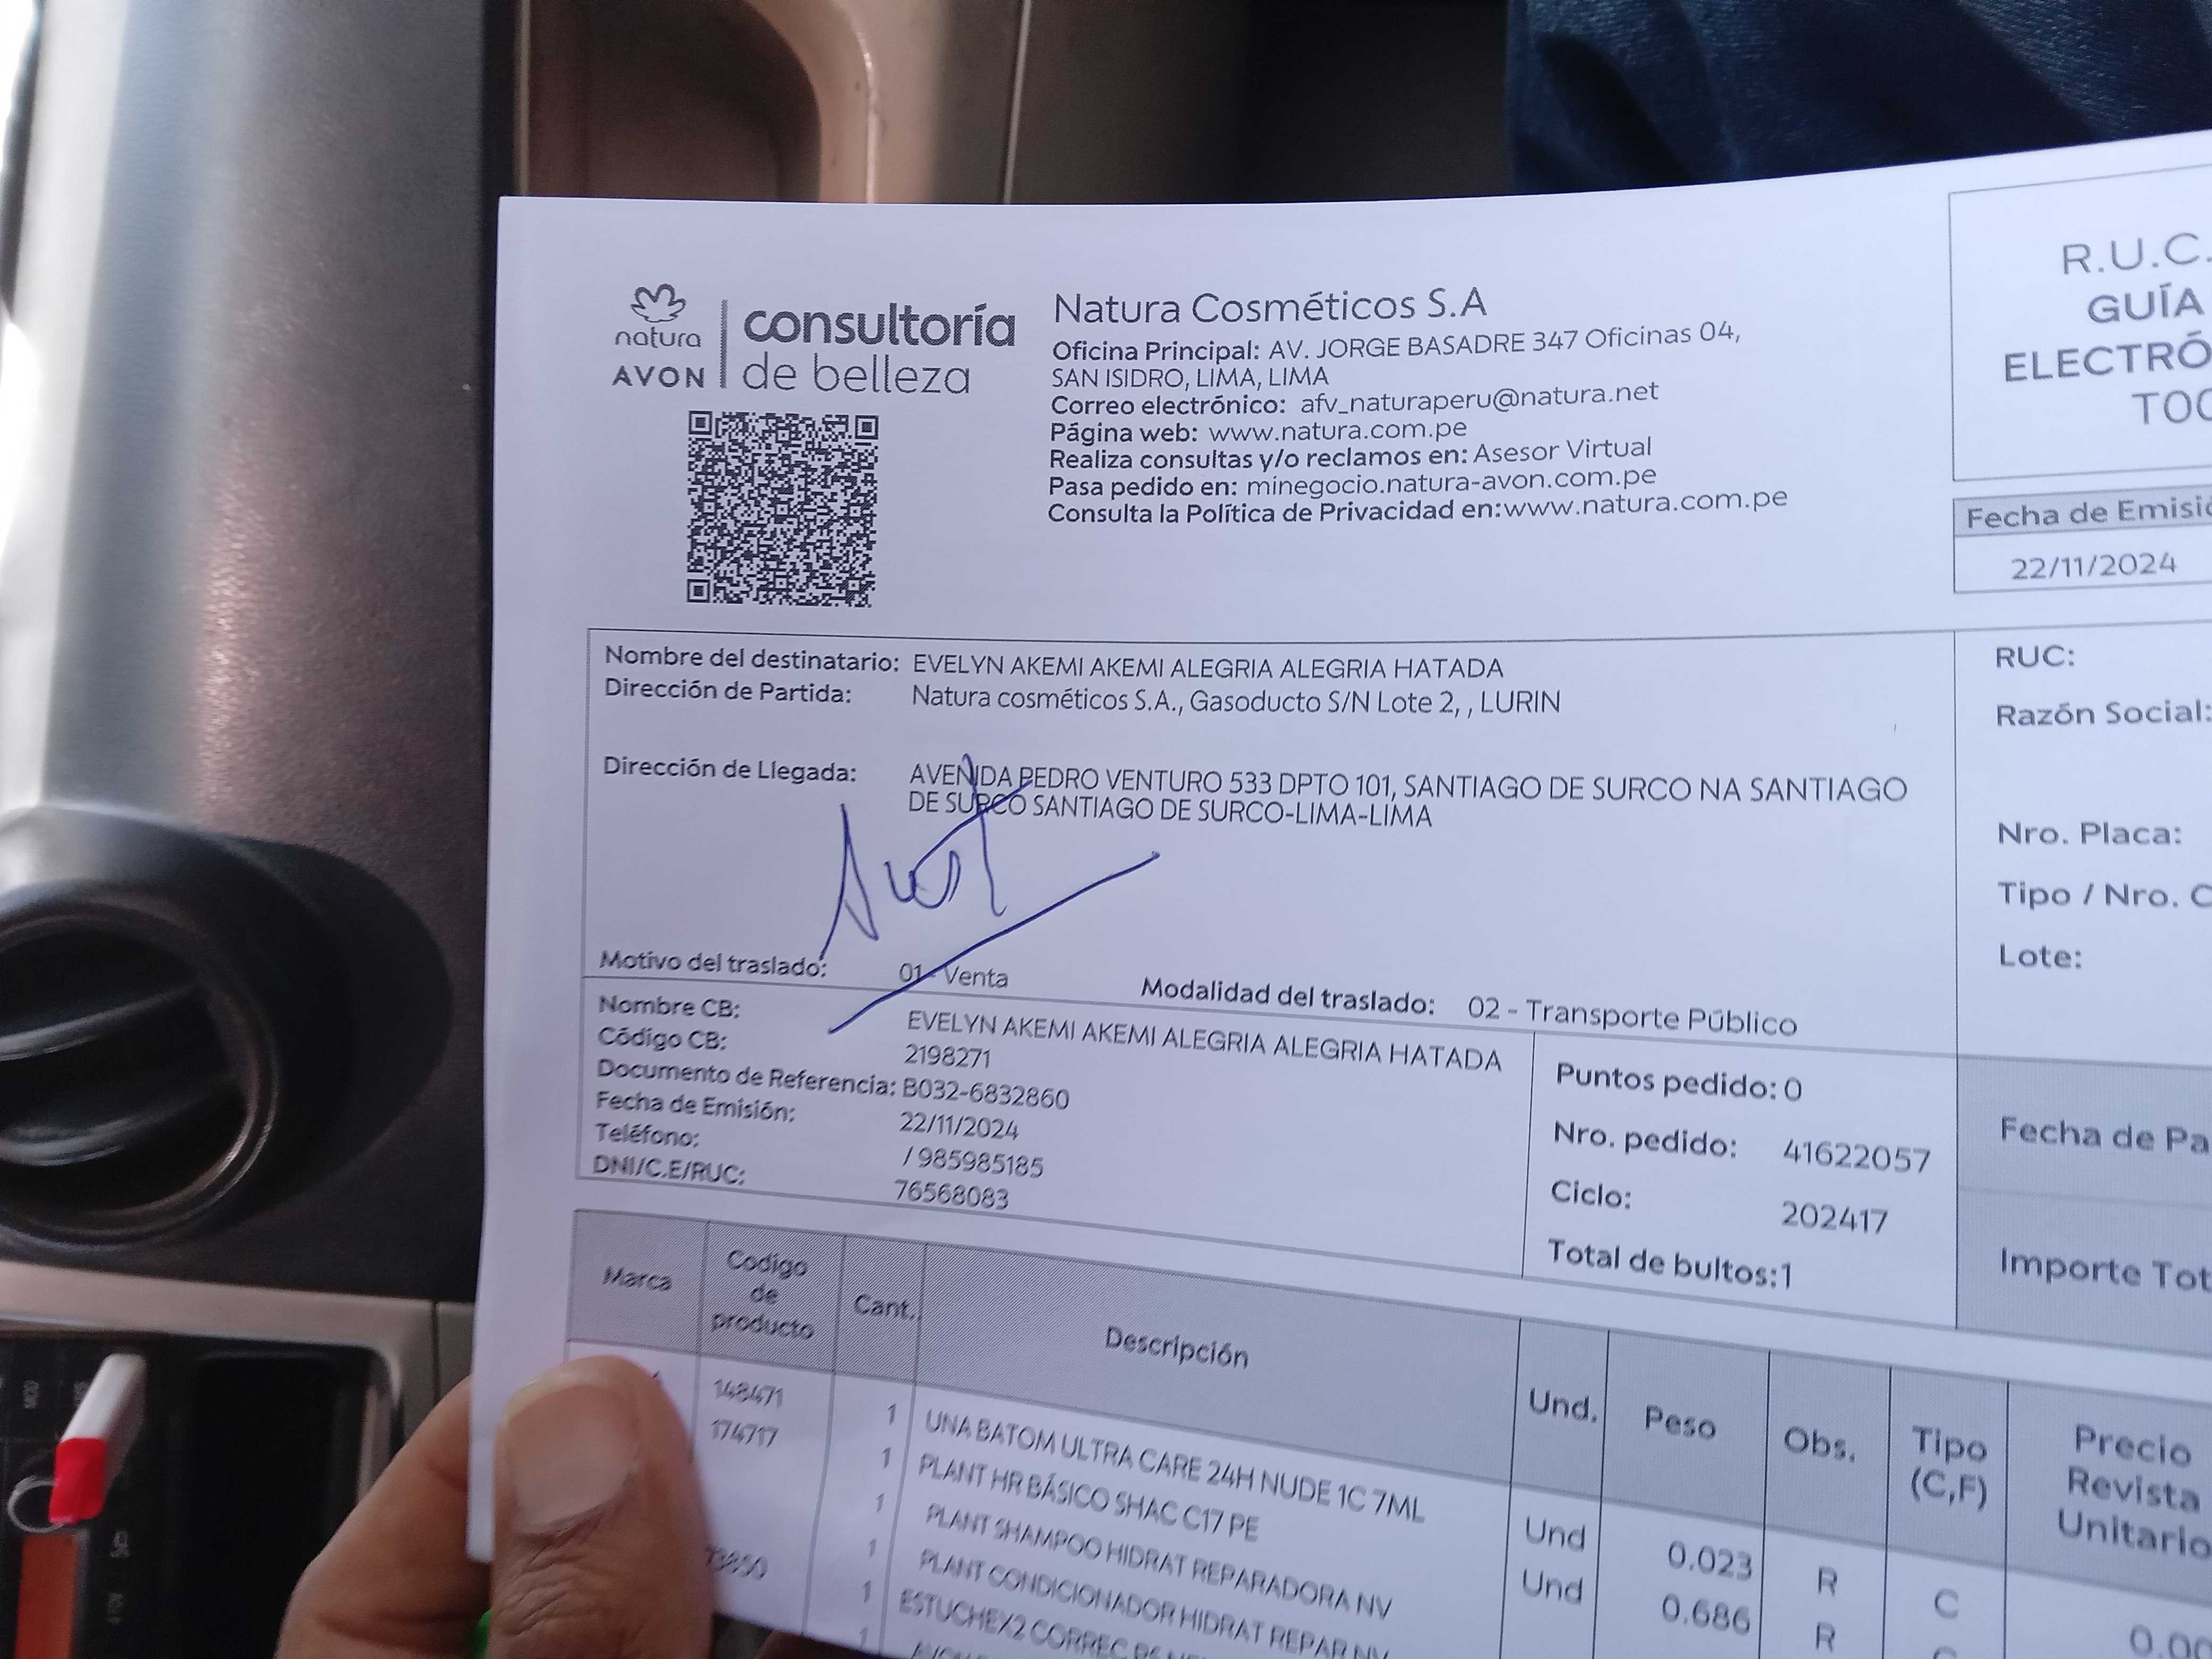 natura
AVON
consultoría
de belleza
Natura Cosméticos S.A
Oficina Principal: AV. JORGE BASADRE 347 Oficinas 04,
SAN ISIDRO, LIMA, LIMA
Correo electrónico: afv_naturaperu@natura.net
Página web: www.natura.com.pe
Realiza consultas y/o reclamos en: Asesor Virtual
Pasa pedido en: minegocio.natura-avon.com.pe
Consulta la Política de Privacidad en:www.natura.com.pe
R.U.C.
GUÍA
ELECTRÓ
T00
Fecha de Emisió
22/11/2024
Nombre del destinatario: EVELYN AKEMI AKEMI ALEGRIA ALEGRIA HATADA
Dirección de Partida: Natura cosméticos S.A., Gasoducto S/N Lote 2, , LURIN
Dirección de Llegada: AVENIDA PEDRO VENTURO 533 DPTO 101, SANTIAGO DE SURCO NA SANTIAGO
DE SURCO SANTIAGO DE SURCO-LIMA-LIMA
Motivo del traslado: 01- Venta Modalidad del traslado: 02 - Transporte Público
RUC:
Razón Social:
Nro. Placa:
Tipo / Nro. C
Lote:
Nombre CB: EVELYN AKEMI AKEMI ALEGRIA ALEGRIA HATADA
Código CB: 2198271
Documento de Referencia: B032-6832860
Fecha de Emisión: 22/11/2024
Teléfono: / 985985185
DNI/C.E/RUC: 76568083
Puntos pedido: 0
Nro. pedido: 41622057
Ciclo: 202417
Total de bultos:1
Fecha de Pa
Importe Tot
Marca Codigo de producto Cant. Descripción Und. Peso Obs. Tipo (C,F) Precio Revista Unitario
148471 1 UNA BATOM ULTRA CARE 24H NUDE 1C 7ML Und 0.023 R C 0.00
174717 1 PLANT HR BÁSICO SHAC C17 PE Und 0.686 R
1 PLANT SHAMPOO HIDRAT REPARADORA NV
1 PLANT CONDICIONADOR HIDRAT REPAR NV
73850 1 ESTUCHEX2 CORREC
1